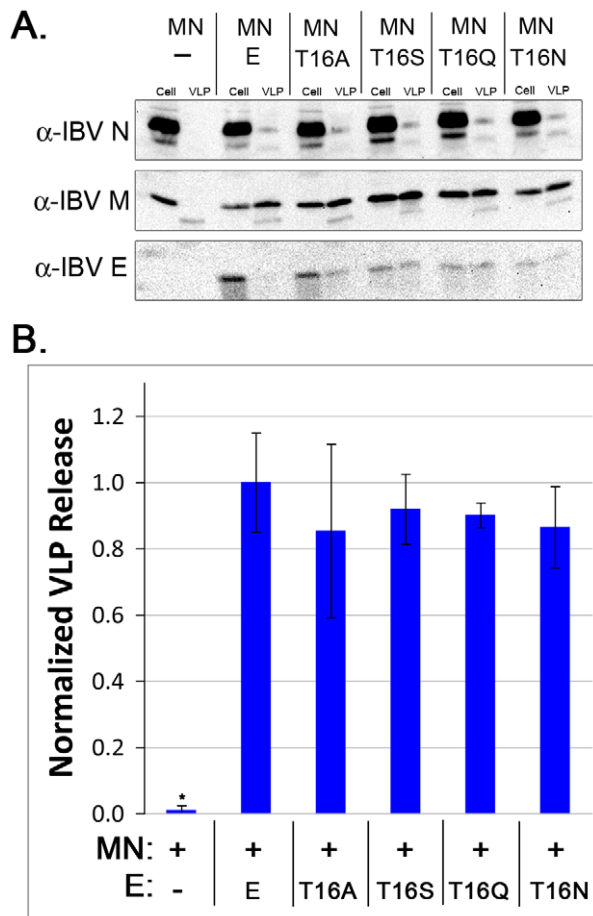 A.
MN MN MN MN MN MN
– E T16A T16S T16Q T16N
Cell VLP Cell VLP Cell VLP Cell VLP Cell VLP Cell VLP
α-IBV N
α-IBV M
α-IBV E
B.
Normalized VLP Release
1.2
1.0
0.8
0.6
0.4
0.2
0.0
*
MN: + + + + + +
E: - E T16A T16S T16Q T16N